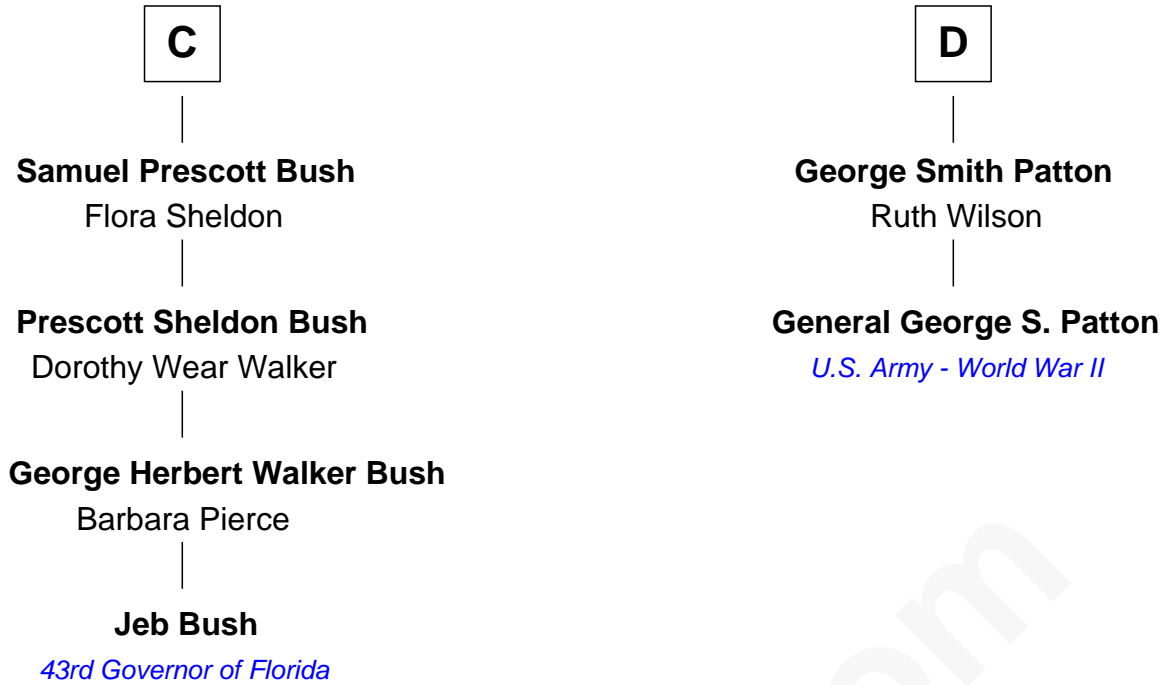 C
Samuel Prescott Bush
Flora Sheldon
Prescott Sheldon Bush
Dorothy Wear Walker
George Herbert Walker Bush
Barbara Pierce
Jeb Bush
43rd Governor of Florida
D
George Smith Patton
Ruth Wilson
General George S. Patton
U.S. Army - World War II
om